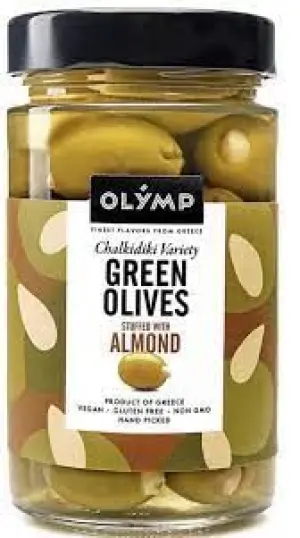 OLÝMP
FINEST FLAVORS FROM GREECE
Chalkidiki Variety
GREEN
OLIVES
STUFFED WITH
ALMOND
PRODUCT OF GREECE
VEGAN - GLUTEN FREE - NON GMO
HAND PICKED